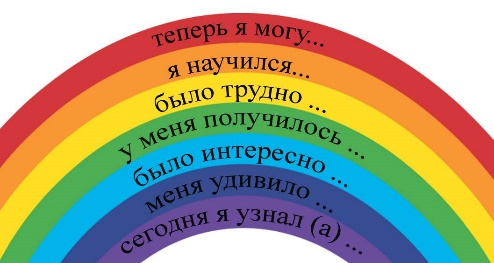 теперь я могу...
я научился...
было трудно ...
у меня получилось ...
было интересно ...
меня удивило ...
сегодня я узнал (а) ...